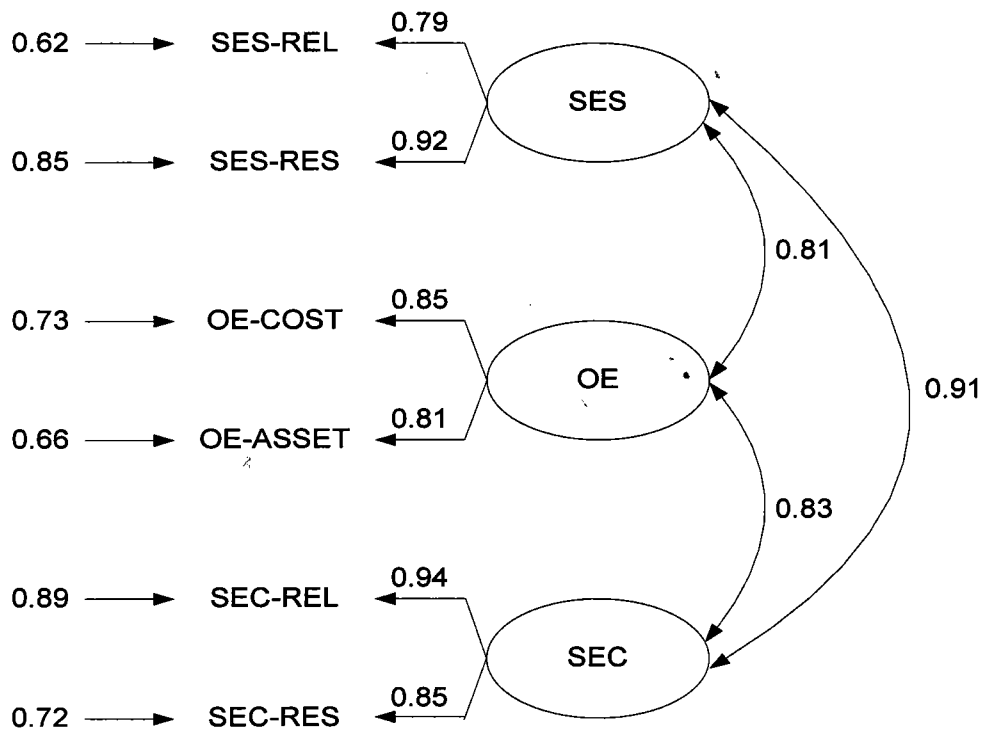 0.62 SES-REL 0.79
SES
0.85 SES-RES 0.92
0.81
0.73 OE-COST 0.85
OE
0.91
0.66 OE-ASSET 0.81
0.83
0.89 SEC-REL 0.94
SEC
0.72 SEC-RES 0.85